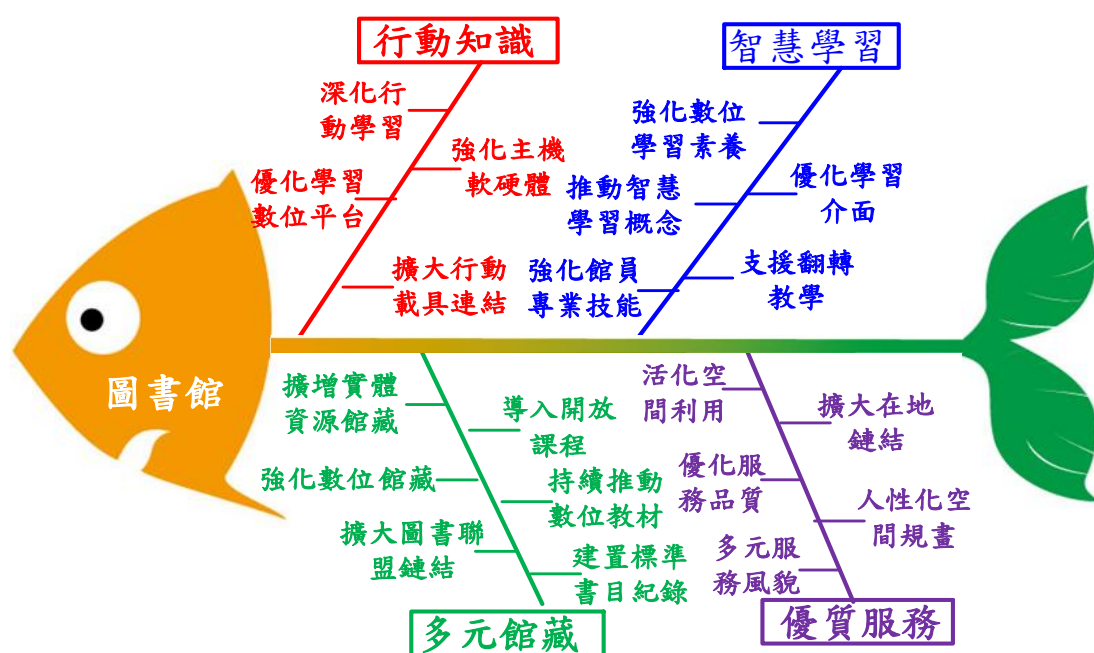 行動知識
深化行
動學習
強化主機
軟硬體
優化學習
數位平台
擴大行動
載具連結
智慧學習
強化數位
學習素養
優化學習
介面
推動智慧
學習概念
支援翻轉
教學
強化館員
專業技能
圖書館
擴增實體
資源館藏
導入開放
課程
強化數位館藏
持續推動
數位教材
擴大圖書聯
盟鏈結
建置標準
書目紀錄
多元館藏
活化空
間利用
擴大在地
鏈結
優化服
務品質
人性化空
間規畫
多元服
務風貌
優質服務